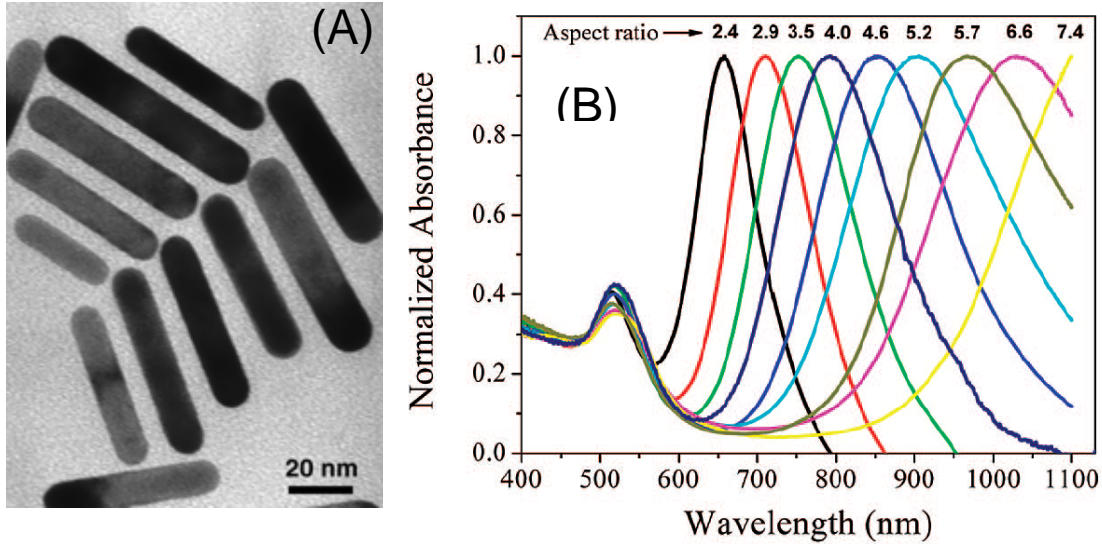 (A)
20 nm
(B)
Aspect ratio 2.4 2.9 3.5 4.0 4.6 5.2 5.7 6.6 7.4
Normalized Absorbance
1.0
0.8
0.6
0.4
0.2
0.0
400 500 600 700 800 900 1000 1100
Wavelength (nm)